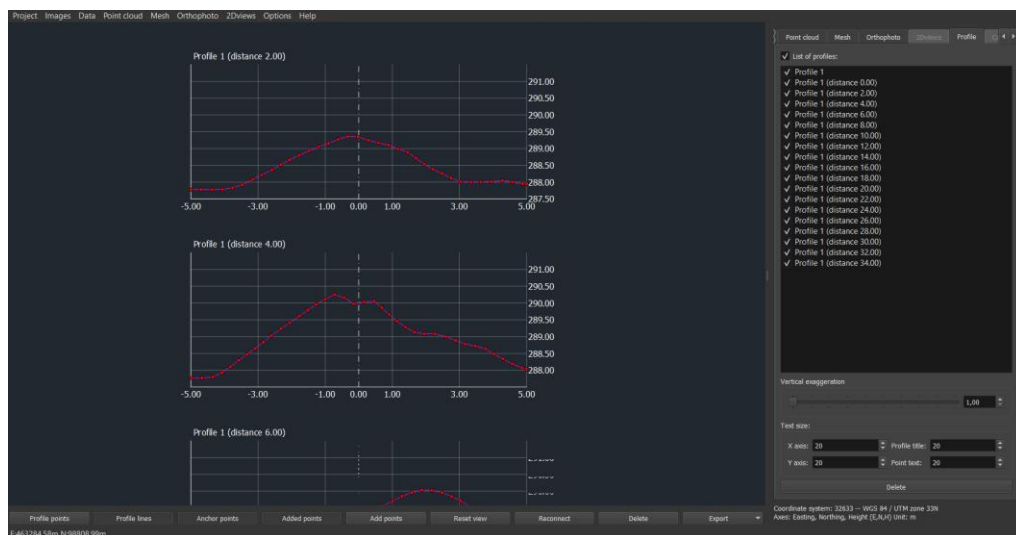 Project Images Data Point cloud Mesh Orthophoto 2Dviews Options Help
Profile 1 (distance 2.00)
291.00
290.50
290.00
289.50
289.00
288.50
288.00
287.50
-5.00 -3.00 -1.00 0.00 1.00 3.00 5.00
Profile 1 (distance 4.00)
291.00
290.50
290.00
289.50
289.00
288.50
288.00
-5.00 -3.00 -1.00 0.00 1.00 3.00 5.00
Profile 1 (distance 6.00)
Profile points Profile lines Anchor points Added points Add points Reset view Reconnect Delete Export
E:463284.58m N:98808.99m
Point cloud Mesh Orthophoto 2Dviews Profile
List of profiles:
Profile 1
Profile 1 (distance 0.00)
Profile 1 (distance 2.00)
Profile 1 (distance 4.00)
Profile 1 (distance 6.00)
Profile 1 (distance 8.00)
Profile 1 (distance 10.00)
Profile 1 (distance 12.00)
Profile 1 (distance 14.00)
Profile 1 (distance 16.00)
Profile 1 (distance 18.00)
Profile 1 (distance 20.00)
Profile 1 (distance 22.00)
Profile 1 (distance 24.00)
Profile 1 (distance 26.00)
Profile 1 (distance 28.00)
Profile 1 (distance 30.00)
Profile 1 (distance 32.00)
Profile 1 (distance 34.00)
Vertical exaggeration
1,00
Text size:
X axis: 20 Profile title: 20
Y axis: 20 Point text: 20
Delete
Coordinate system: 32633 -- WGS 84 / UTM zone 33N
Axes: Easting, Northing, Height (E,N,H) Unit: m